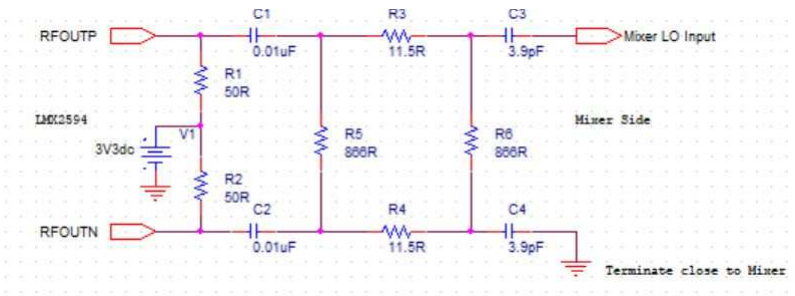 C1 R3 C3
RFOUTP Mixer LO Input
0.01uF 11.5R 3.9pF
R1
50R
LMX2594 Mixer Side
V1 R5 R6
3V3dc 866R 866R
R2
50R
C2 R4 C4
RFOUTN
0.01uF 11.5R 3.9pF
Terminate close to Mixer